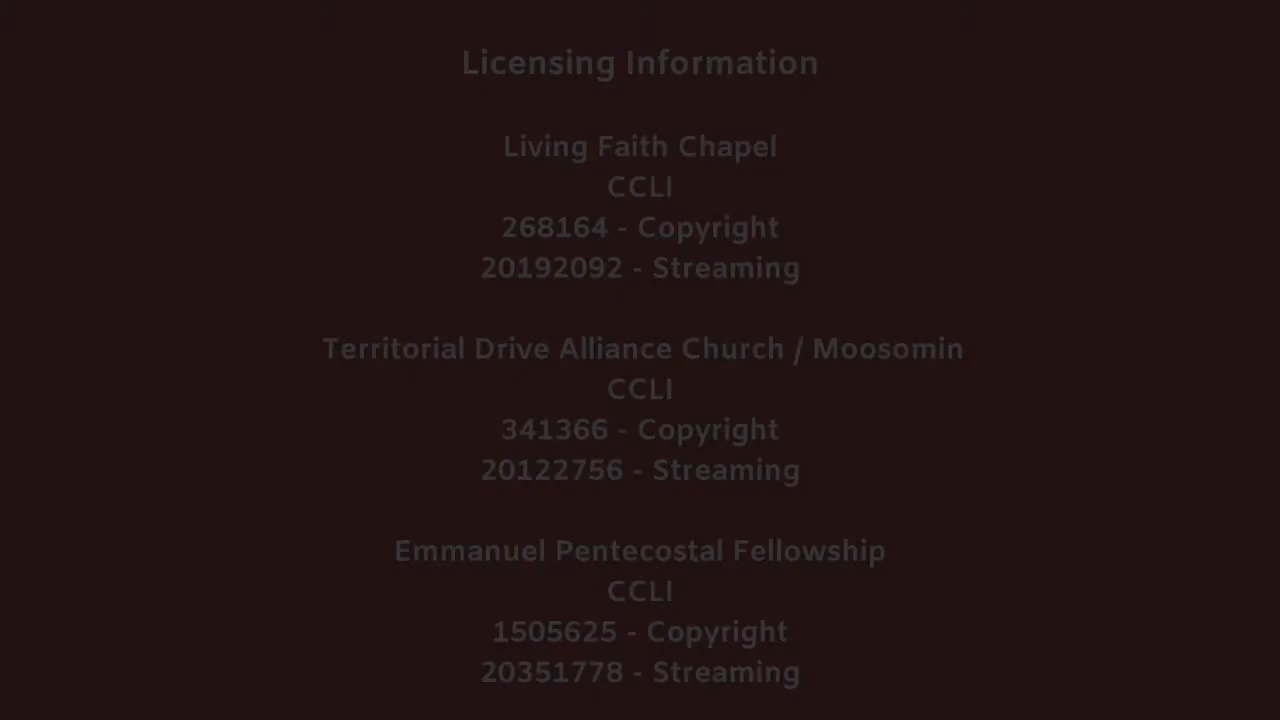 Licensing Information
Living Faith Chapel
CCLI
268164 - Copyright
20192092 - Streaming
Territorial Drive Alliance Church / Moosomin
CCLI
341366 - Copyright
20122756 - Streaming
Emmanuel Pentecostal Fellowship
CCLI
1505625 - Copyright
20351778 - Streaming